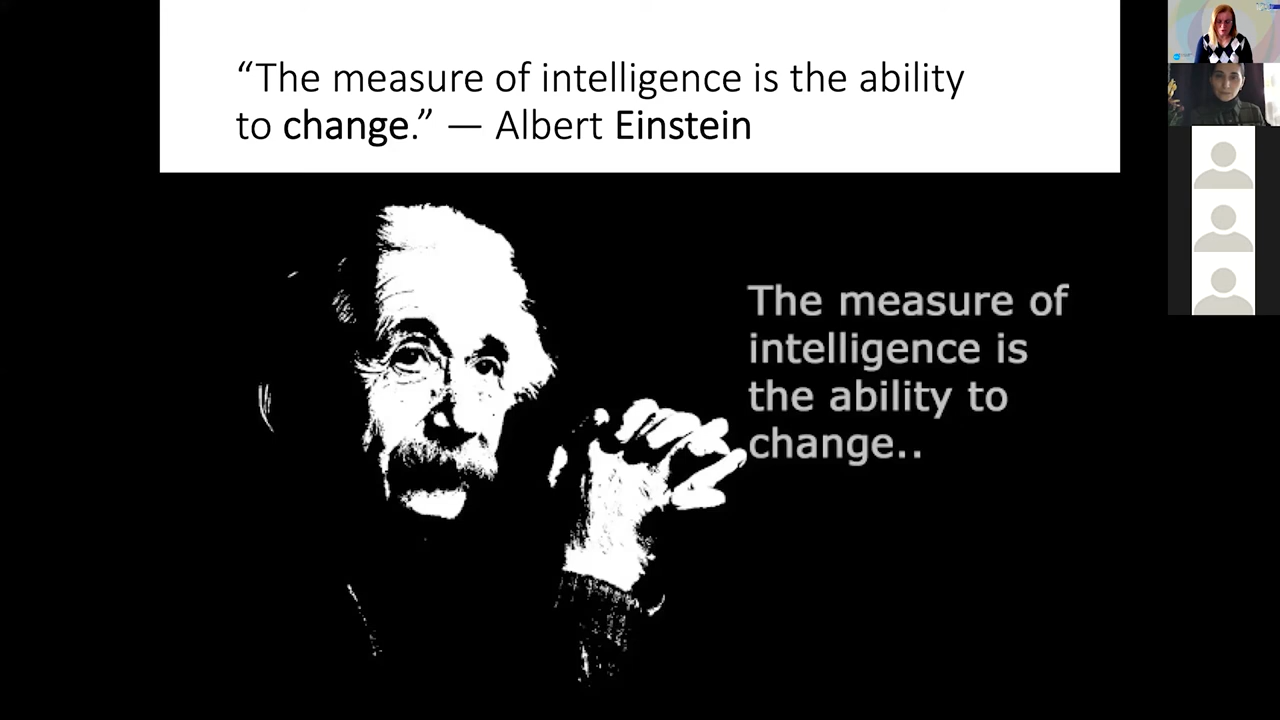 “The measure of intelligence is the ability
to change.” — Albert Einstein
The measure of
intelligence is
the ability to
change..